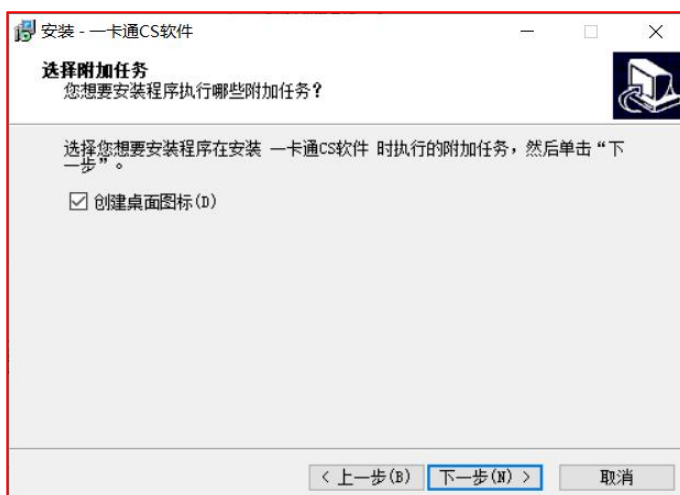 安装 - 一卡通CS软件
选择附加任务
您想要安装程序执行哪些附加任务?
选择您想要安装程序在安装 一卡通CS软件 时执行的附加任务，然后单击“下
一步”。
创建桌面图标(D)
< 上一步(B)
下一步(N) >
取消